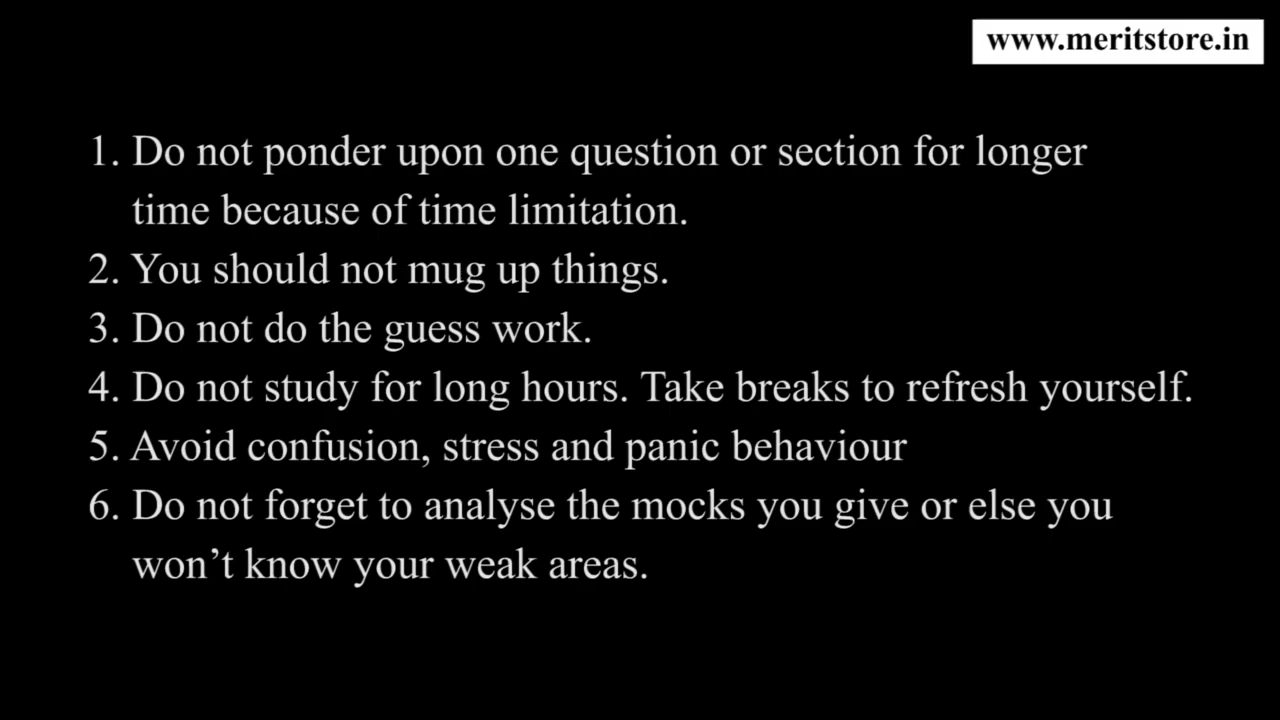 www.meritstore.in
1. Do not ponder upon one question or section for longer
time because of time limitation.
2. You should not mug up things.
3. Do not do the guess work.
4. Do not study for long hours. Take breaks to refresh yourself.
5. Avoid confusion, stress and panic behaviour
6. Do not forget to analyse the mocks you give or else you
won’t know your weak areas.